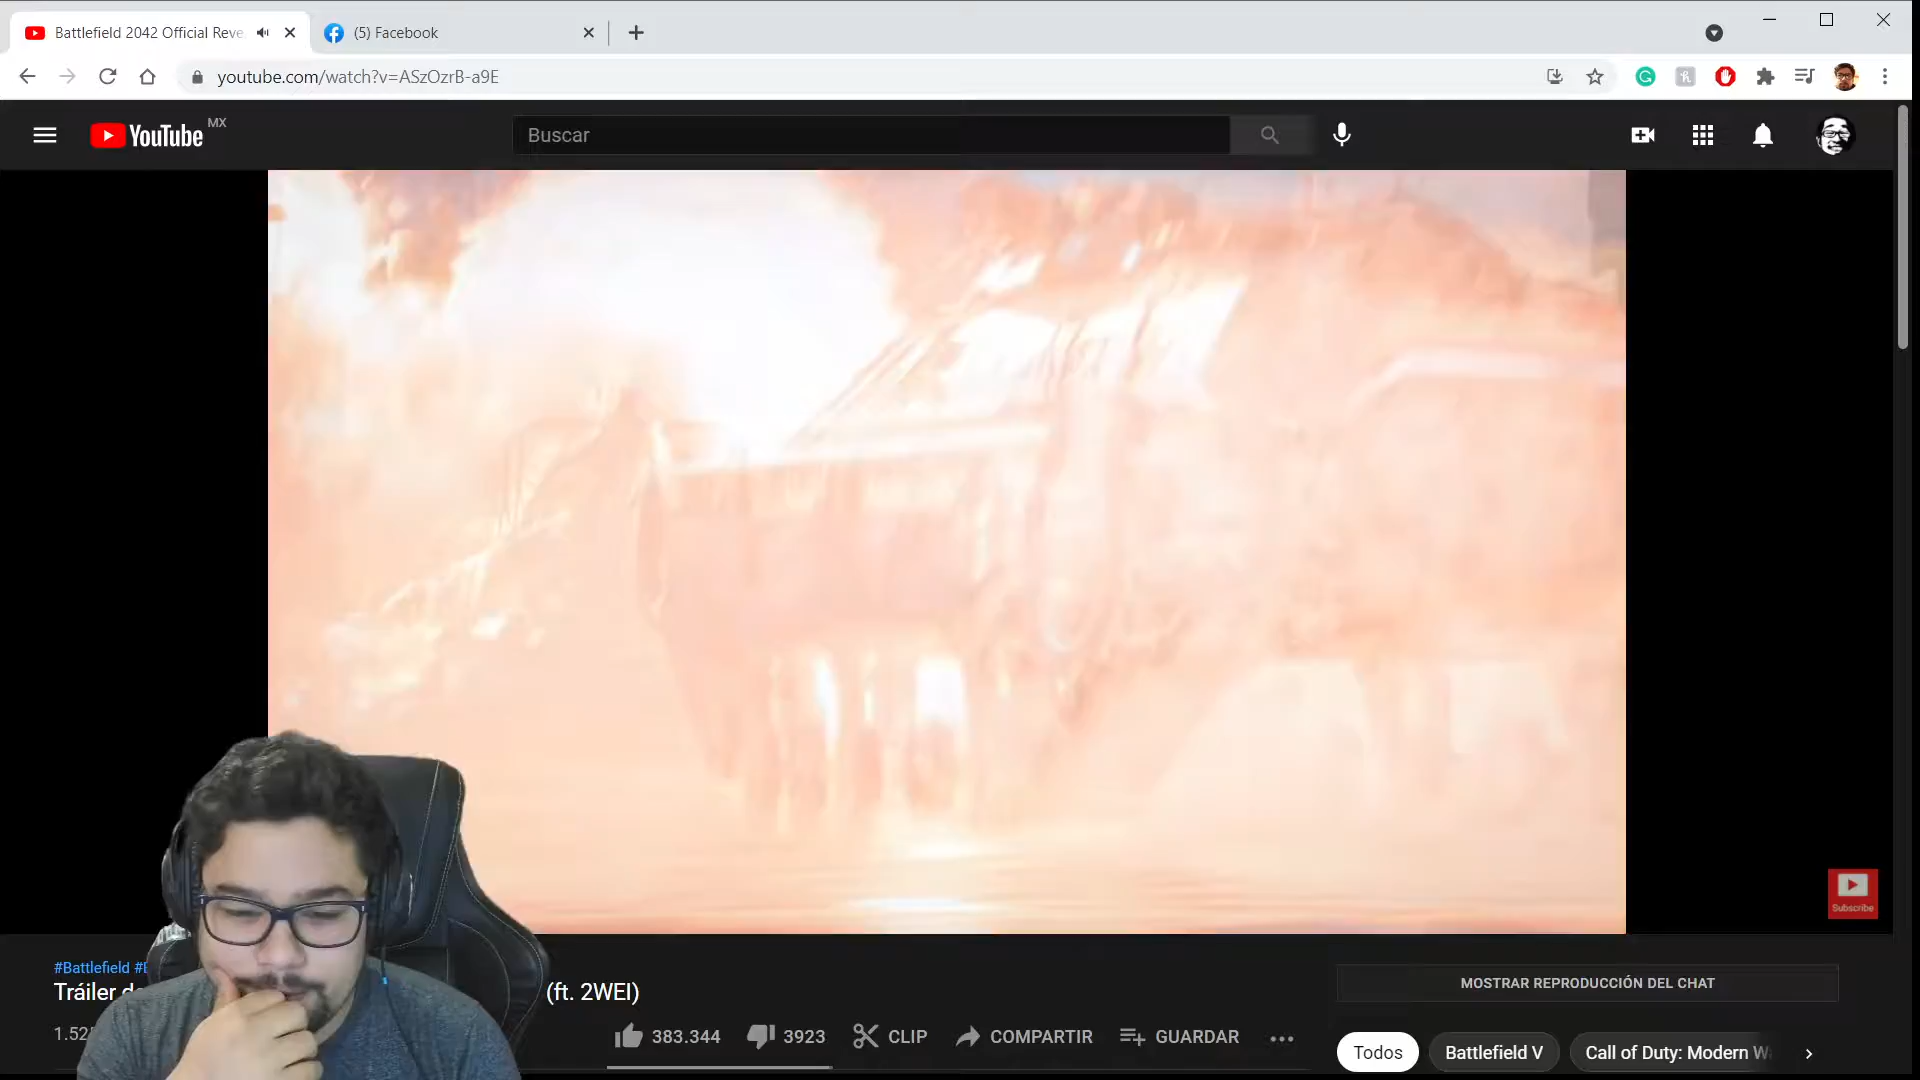 Battlefield 2042 Official Reve
(5) Facebook
youtube.com/watch?v=ASzOzrB-a9E
YouTube MX
Buscar
Subscribe
#Battlefield
Tráiler (ft. 2WEI)
383.344 3923 CLIP COMPARTIR GUARDAR
MOSTRAR REPRODUCCIÓN DEL CHAT
Todos Battlefield V Call of Duty: Modern